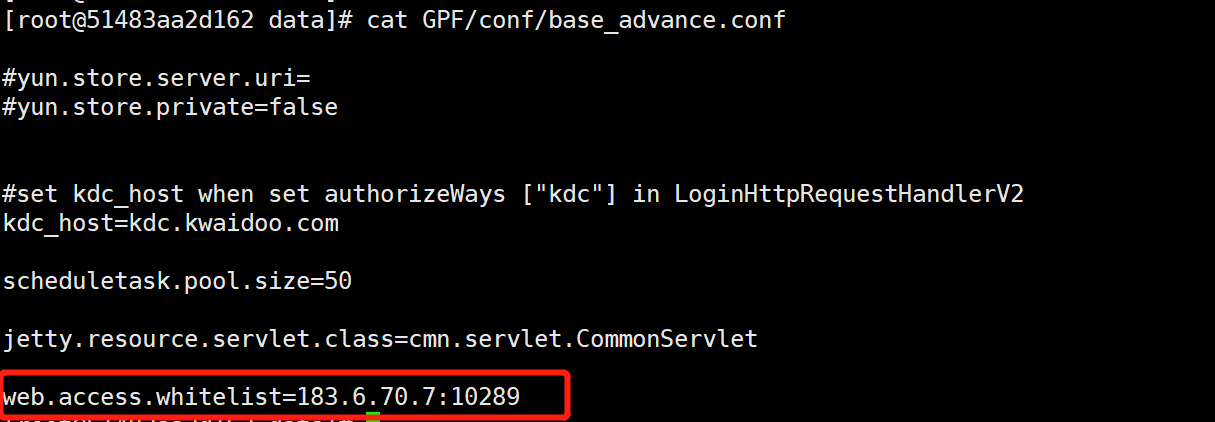 [root@51483aa2d162 data]# cat GPF/conf/base_advance.conf
#yun.store.server.uri=
#yun.store.private=false
#set kdc_host when set authorizeWays ["kdc"] in LoginHttpRequestHandlerV2
kdc_host=kdc.kwaidoo.com
scheduletask.pool.size=50
jetty.resource.servlet.class=cmn.servlet.CommonServlet
web.access.whitelist=183.6.70.7:10289